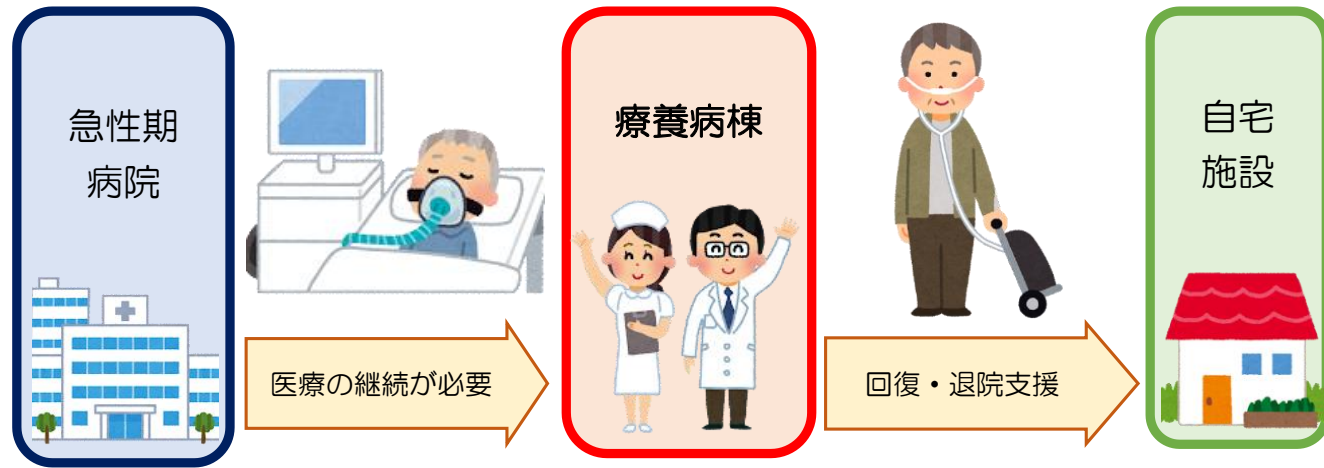 急性期
病院
医療の継続が必要
療養病棟
回復・退院支援
自宅
施設